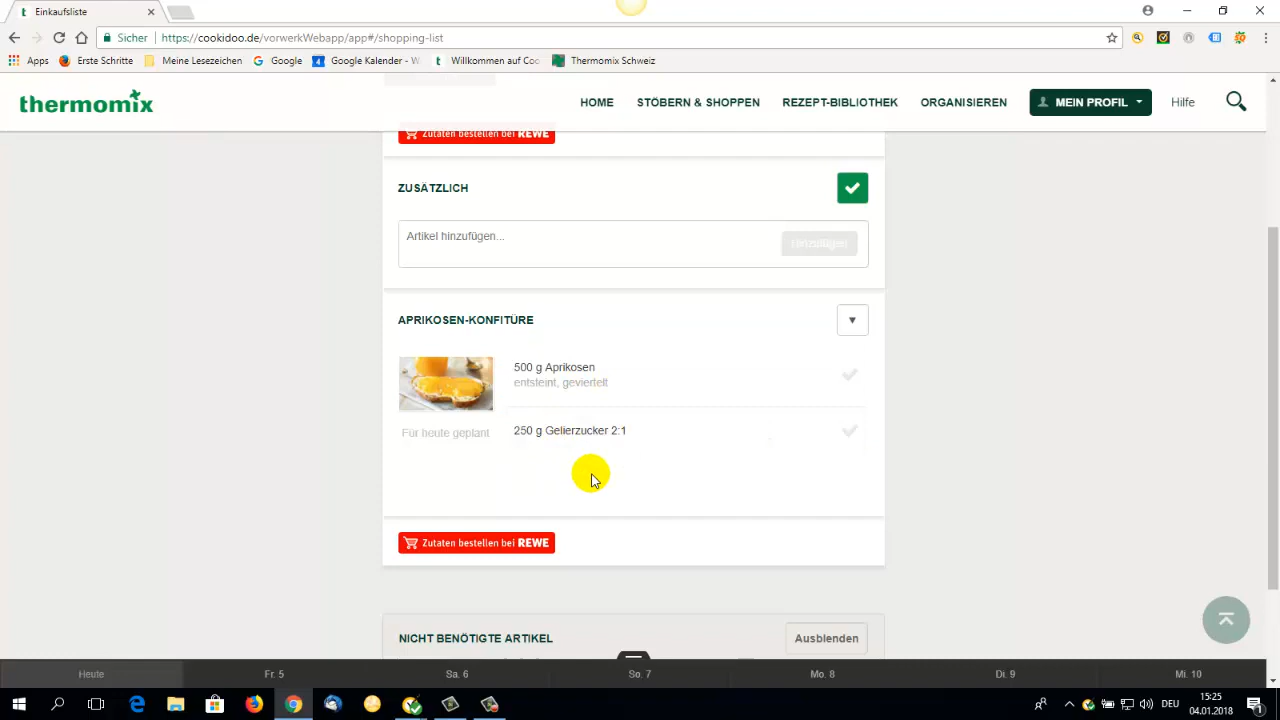 Einkaufsliste
Sicher
https://cookidoo.de/vorwerkWebapp/app#/shopping-list
Apps
Erste Schritte
Meine Lesezeichen
Google
Google Kalender - W
Willkommen auf Coo
Thermomix Schweiz
thermomix
HOME
STÖBERN & SHOPPEN
REZEPT-BIBLIOTHEK
ORGANISIEREN
MEIN PROFIL
Hilfe
Zutaten bestellen bei REWE
ZUSÄTZLICH
Artikel hinzufügen...
Hinzufügen
APRIKOSEN-KONFITÜRE
500 g Aprikosen
entsteint, geviertelt
Für heute geplant
250 g Gelierzucker 2:1
Zutaten bestellen bei REWE
NICHT BENÖTIGTE ARTIKEL
Ausblenden
Heute
Fr. 5
Sa. 6
So. 7
Mo. 8
Di. 9
Mi. 10
DEU
15:25
04.01.2018